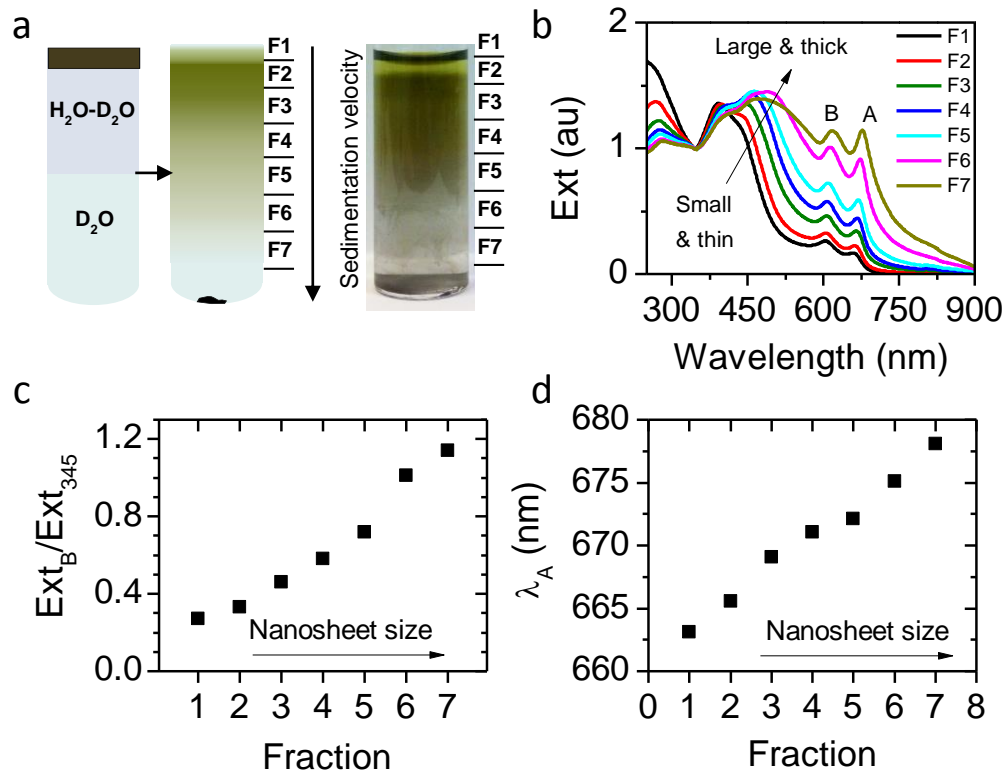 a
H₂O-D₂O
D₂O
F1
F2
F3
F4
F5
F6
F7
Sedimentation velocity
F1
F2
F3
F4
F5
F6
F7
b
Ext (au)
2
1
0
Large & thick
Small
& thin
B
A
F1
F2
F3
F4
F5
F6
F7
300 450 600 750 900
Wavelength (nm)
c
Ext_B/Ext_345
1.2
0.8
0.4
0.0
Nanosheet size
1 2 3 4 5 6 7
Fraction
d
λ_A (nm)
680
675
670
665
660
Nanosheet size
0 1 2 3 4 5 6 7 8
Fraction